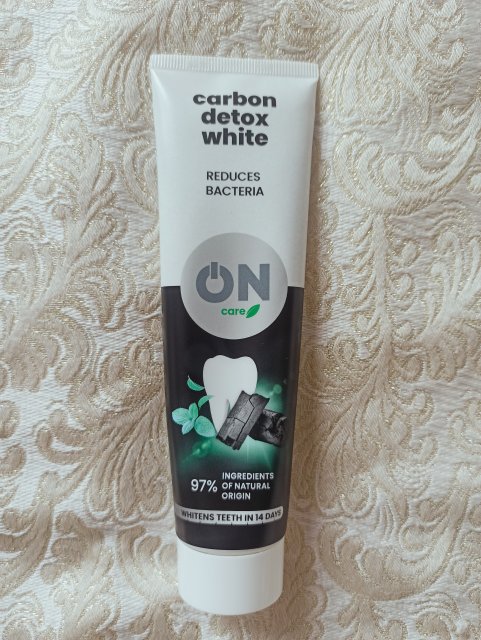 carbon
detox
white
REDUCES
BACTERIA
ON
care
97% INGREDIENTS
OF NATURAL
ORIGIN
WHITENS TEETH IN 14 DAYS